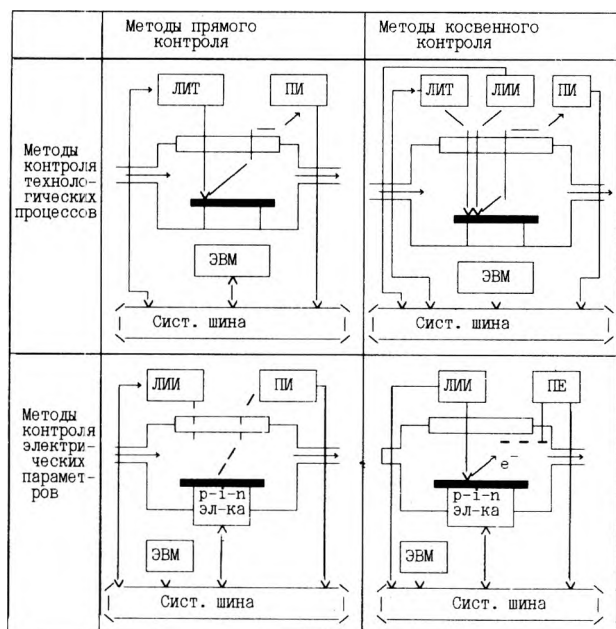 Методы прямого
контроля
Методы косвенного
контроля
Методы
контроля
техноло-
гических
процессов
ЛИТ
ПИ
ЭВМ
Сист. шина
ЛИТ
ЛИИ
ПИ
ЭВМ
Сист. шина
Методы
контроля
электри-
ческих
парамет-
ров
ЛИИ
ПИ
p-i-n
эл-ка
ЭВМ
Сист. шина
ЛИИ
ПЕ
e⁻
p-i-n
эл-ка
ЭВМ
Сист. шина